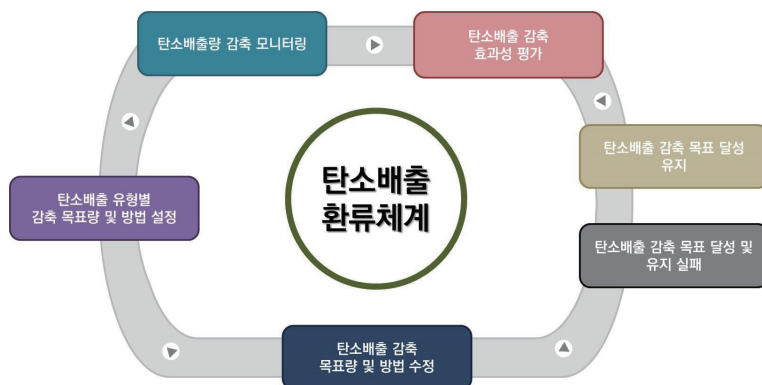 탄소배출량 감축 모니터링
탄소배출 감축
효과성 평가
탄소배출 감축 목표 달성
유지
탄소배출 유형별
감축 목표량 및 방법 설정
탄소배출
환류체계
탄소배출 감축 목표 달성 및
유지 실패
탄소배출 감축
목표량 및 방법 수정